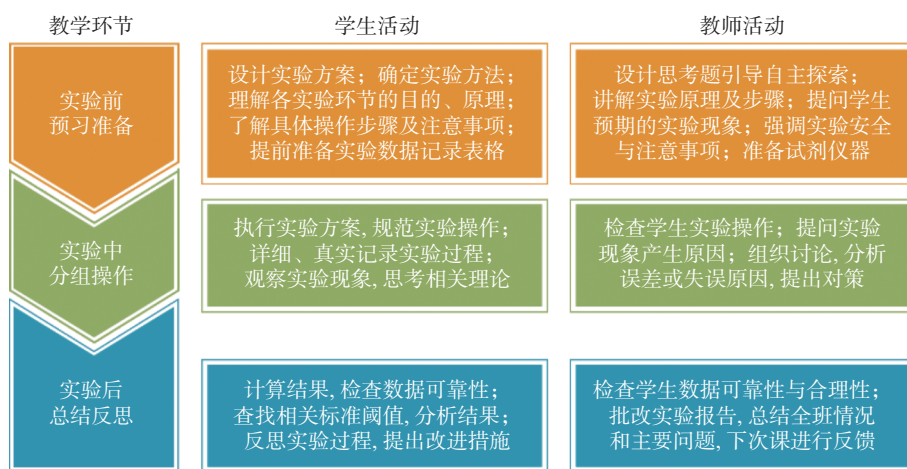 教学环节
学生活动
教师活动
实验前
预习准备
设计实验方案；确定实验方法；
理解各实验环节的目的、原理；
了解具体操作步骤及注意事项；
提前准备实验数据记录表格
设计思考题引导自主探索；
讲解实验原理及步骤；提问学生
预期的实验现象；强调实验安全
与注意事项；准备试剂仪器
实验中
分组操作
执行实验方案, 规范实验操作；
详细、真实记录实验过程；
观察实验现象, 思考相关理论
检查学生实验操作；提问实验
现象产生原因；组织讨论, 分析
误差或失误原因, 提出对策
实验后
总结反思
计算结果, 检查数据可靠性；
查找相关标准阈值, 分析结果；
反思实验过程, 提出改进措施
检查学生数据可靠性与合理性；
批改实验报告, 总结全班情况
和主要问题, 下次课进行反馈